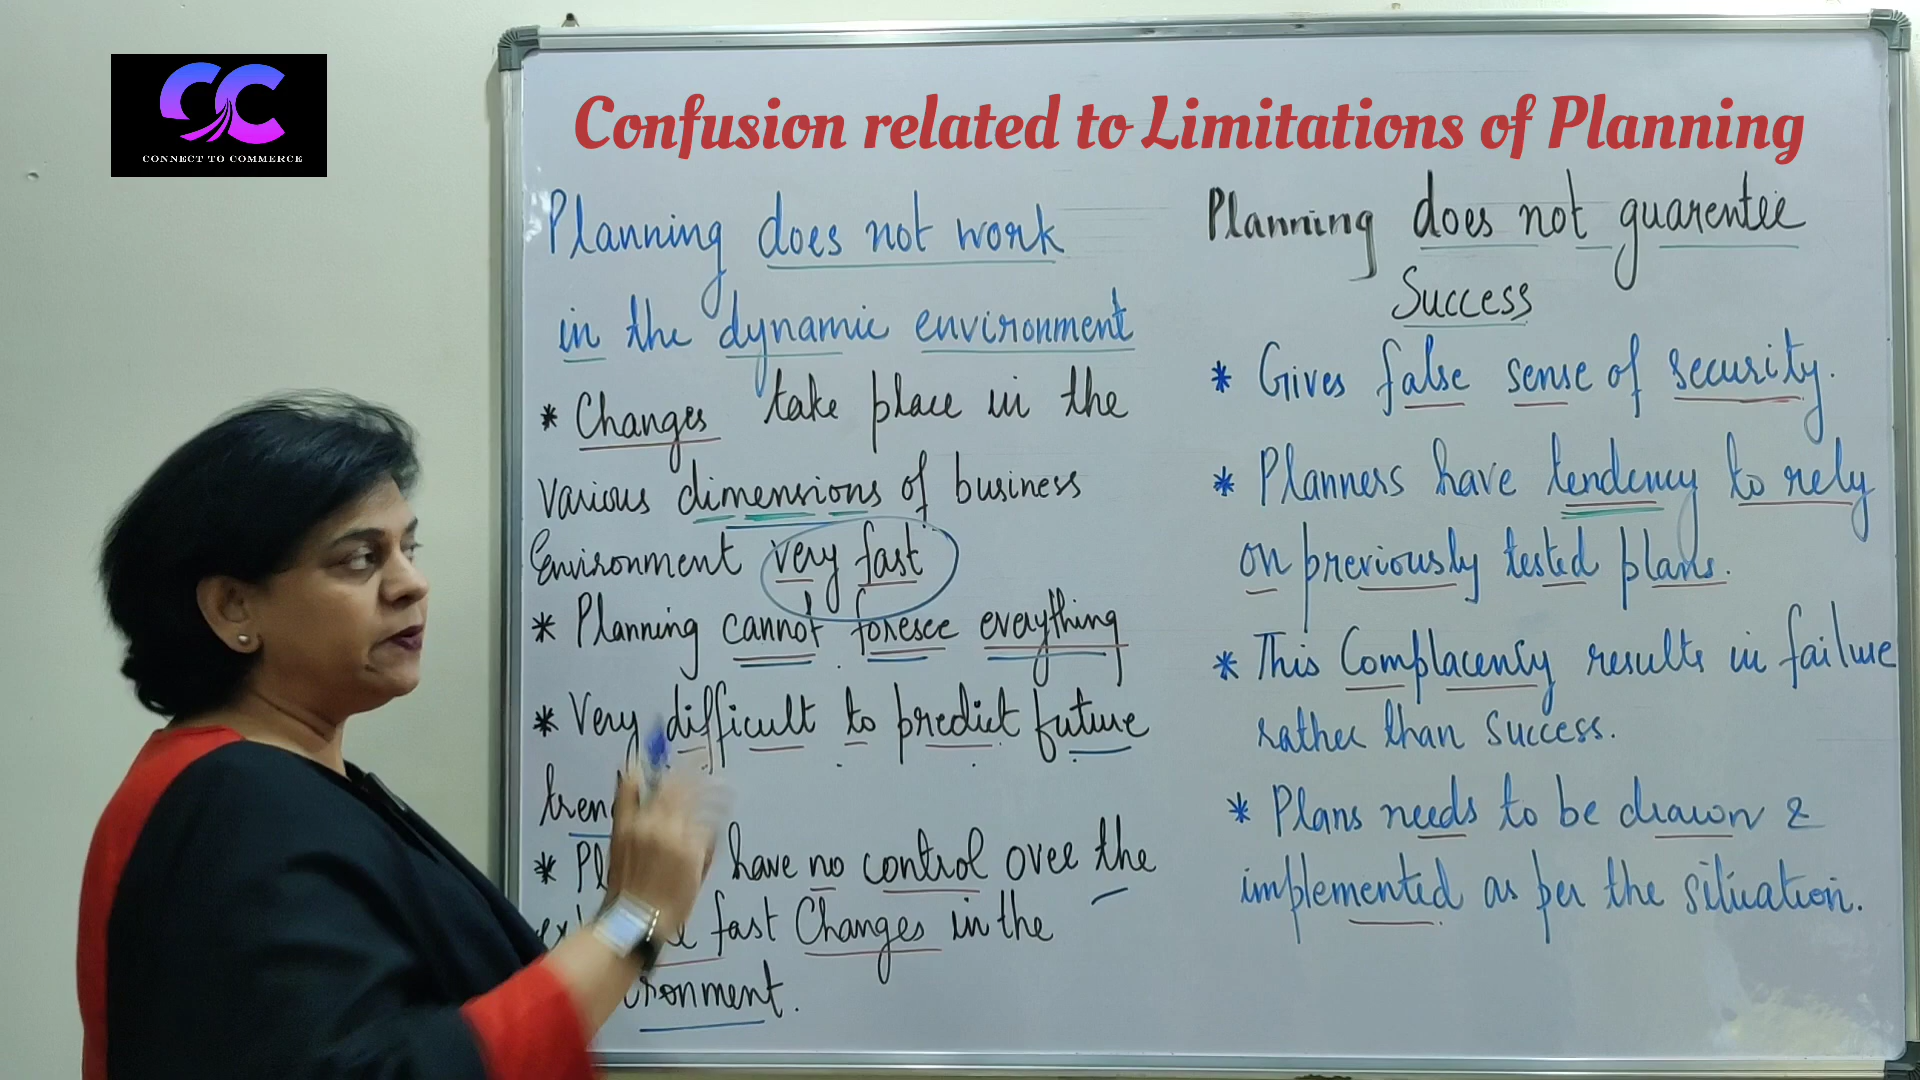 CC
CONNECT TO COMMERCE
Confusion related to Limitations of Planning
Planning does not work
in the dynamic environment
* Changes take place in the
various dimensions of business
Environment very fast
* Planning cannot foresee everything
* Very difficult to predict future
* have no control over the
fast Changes in the
Planning does not guarentee
Success
* Gives false sense of security.
* Planners have tendency to rely
on previously tested plans.
* This Complacency results in failure
rather than success.
* Plans needs to be drawn &
implemented as per the situation.